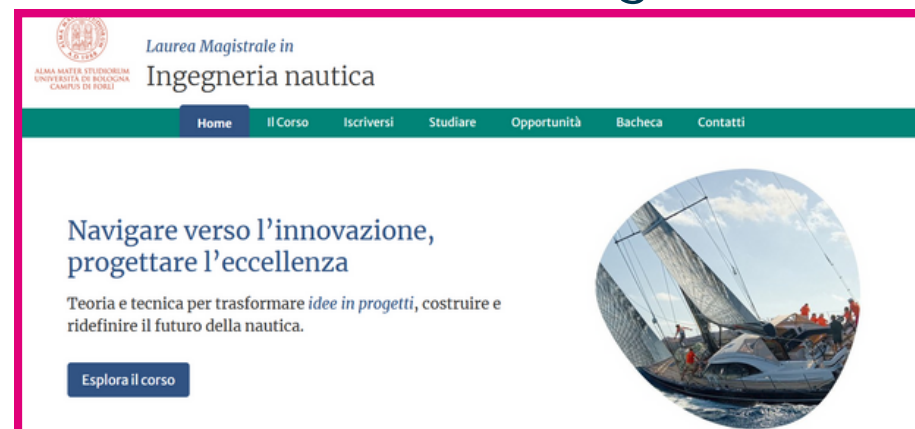 ALMA MATER STUDIORUM
UNIVERSITÀ DI BOLOGNA
CAMPUS DI FORLÌ
Laurea Magistrale in
Ingegneria nautica
Home Il Corso Iscriversi Studiare Opportunità Bacheca Contatti
Navigare verso l'innovazione,
progettare l'eccellenza
Teoria e tecnica per trasformare idee in progetti, costruire e
ridefinire il futuro della nautica.
Esplora il corso